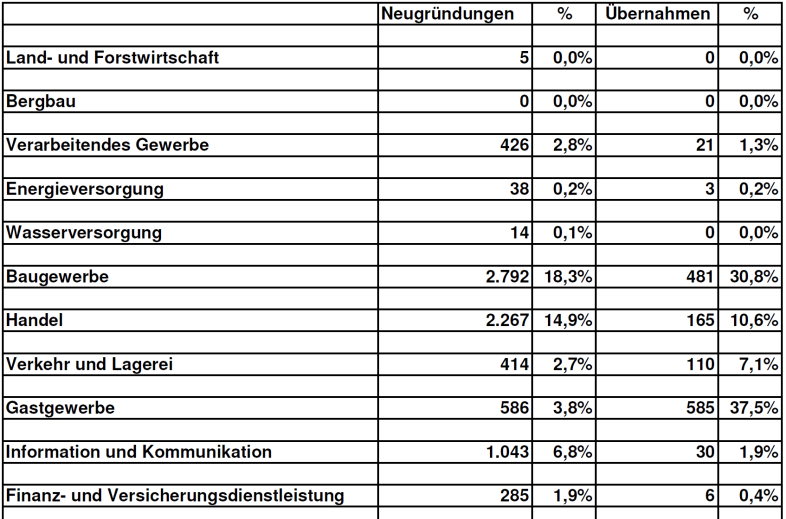 Neugründungen % Übernahmen %
Land- und Forstwirtschaft 5 0,0% 0 0,0%
Bergbau 0 0,0% 0 0,0%
Verarbeitendes Gewerbe 426 2,8% 21 1,3%
Energieversorgung 38 0,2% 3 0,2%
Wasserversorgung 14 0,1% 0 0,0%
Baugewerbe 2.792 18,3% 481 30,8%
Handel 2.267 14,9% 165 10,6%
Verkehr und Lagerei 414 2,7% 110 7,1%
Gastgewerbe 586 3,8% 585 37,5%
Information und Kommunikation 1.043 6,8% 30 1,9%
Finanz- und Versicherungsdienstleistung 285 1,9% 6 0,4%